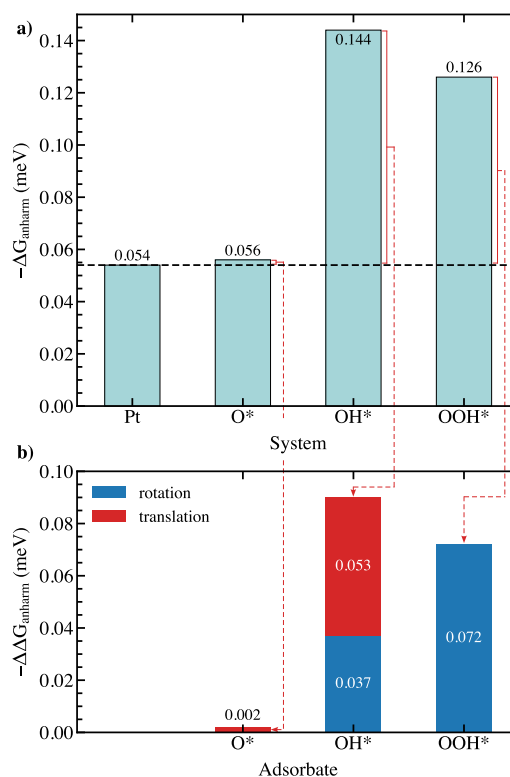 a)
−ΔG_anharm (meV)
0.14
0.12
0.10
0.08
0.06
0.04
0.02
0.00
0.054
0.056
0.144
0.126
Pt O* OH* OOH*
System
b)
−ΔΔG_anharm (meV)
0.10
0.08
0.06
0.04
0.02
0.00
rotation
translation
0.002
0.053
0.037
0.072
O* OH* OOH*
Adsorbate